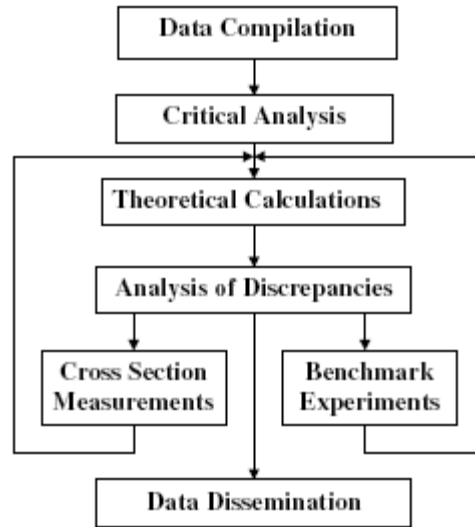 Data Compilation
Critical Analysis
Theoretical Calculations
Analysis of Discrepancies
Cross Section
Measurements
Benchmark
Experiments
Data Dissemination